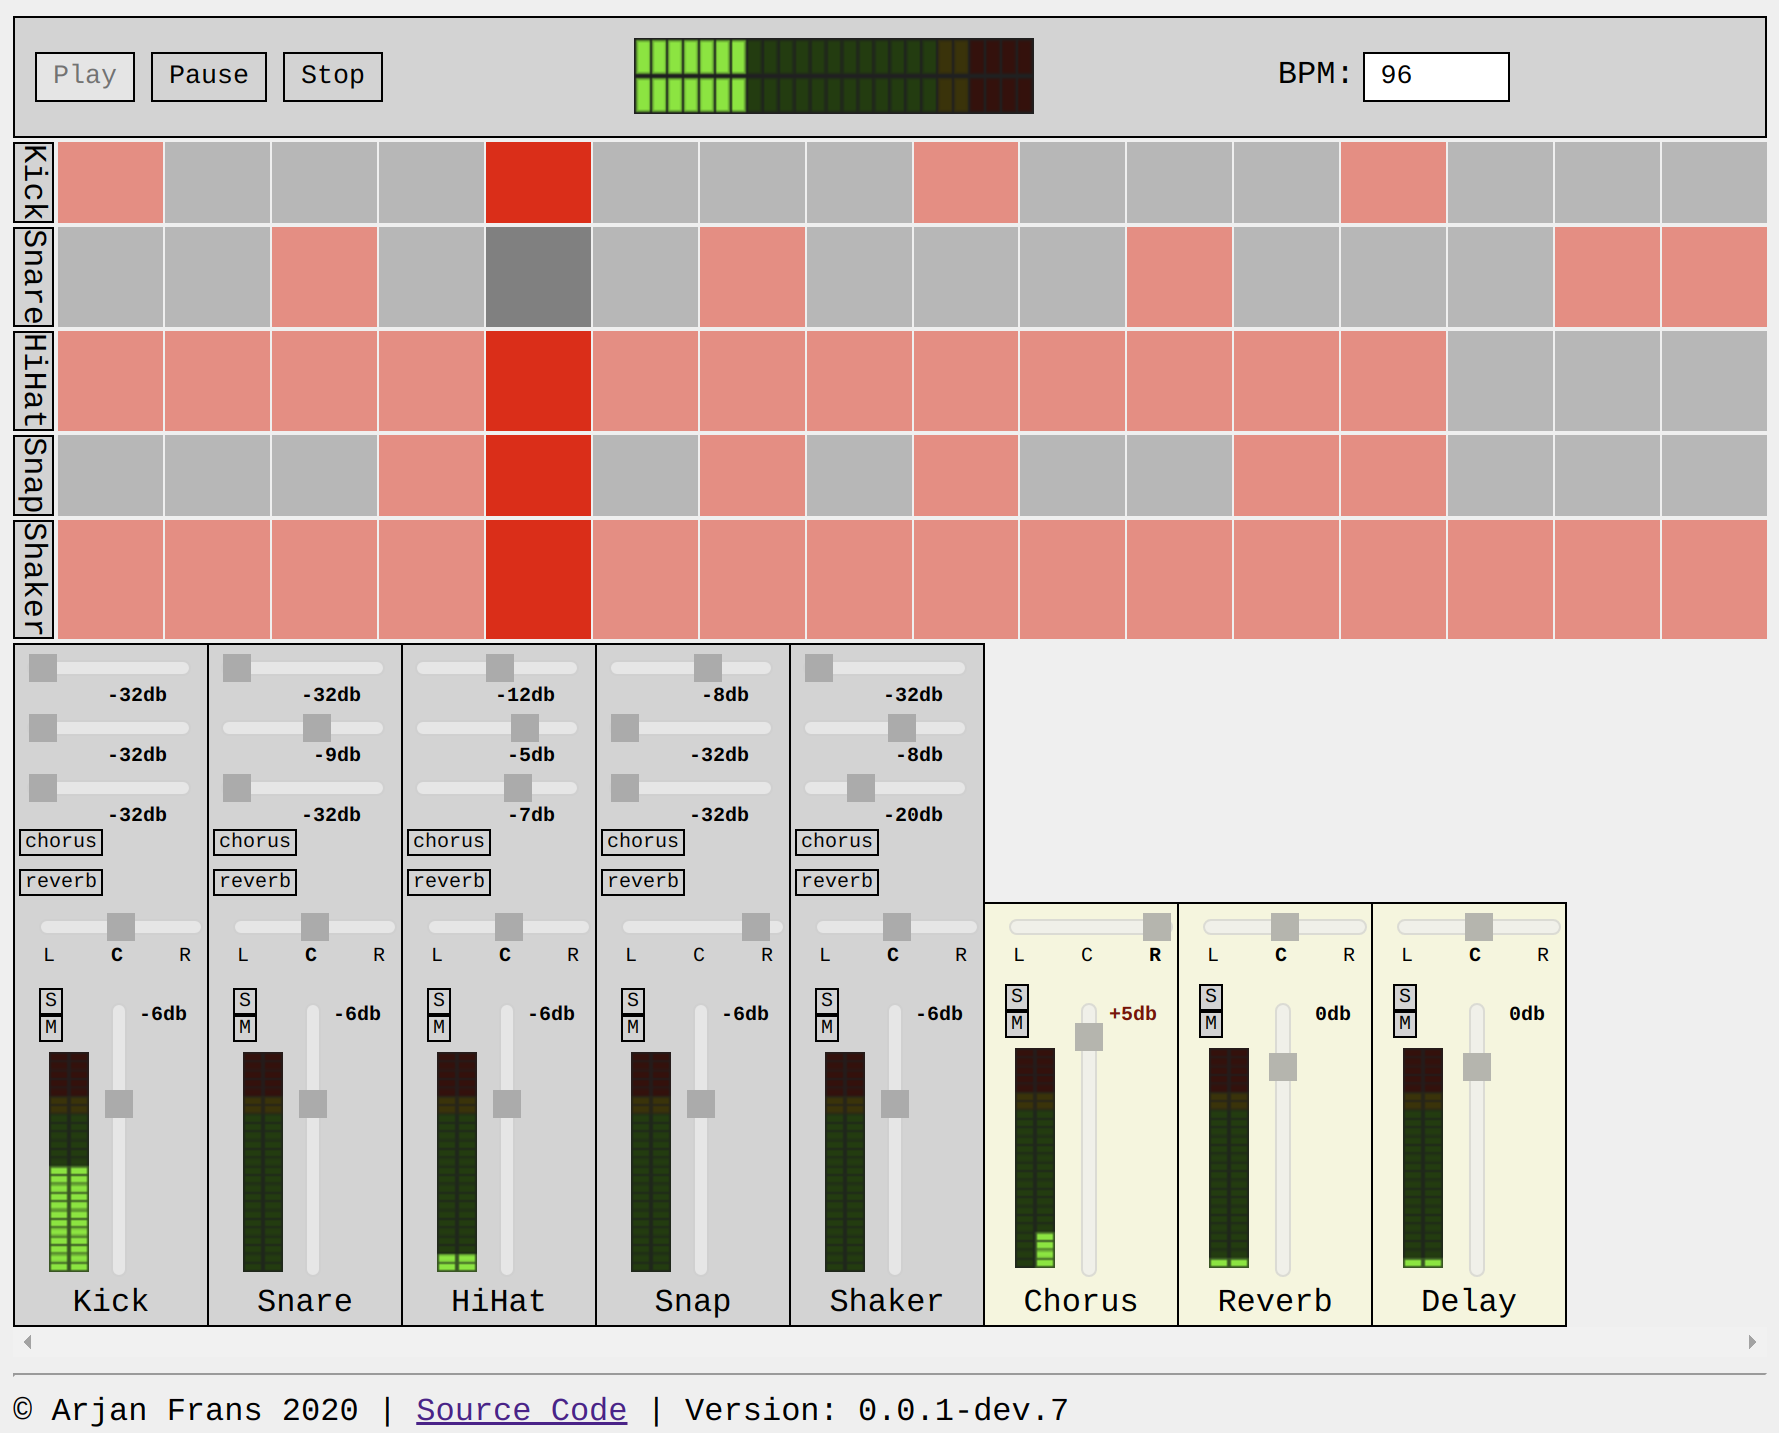 Play Pause Stop BPM: 96
Kick
Snare
HiHat
Snap
Shaker
-32db -32db -12db -8db -32db
-32db -9db -5db -32db -8db
-32db -32db -7db -32db -20db
chorus chorus chorus chorus chorus
reverb reverb reverb reverb reverb
L C R L C R L C R L C R L C R L C R L C R L C R
S -6db S -6db S -6db S -6db S -6db S +5db S 0db S 0db
M M M M M M M M
Kick Snare HiHat Snap Shaker Chorus Reverb Delay
© Arjan Frans 2020 | Source Code | Version: 0.0.1-dev.7